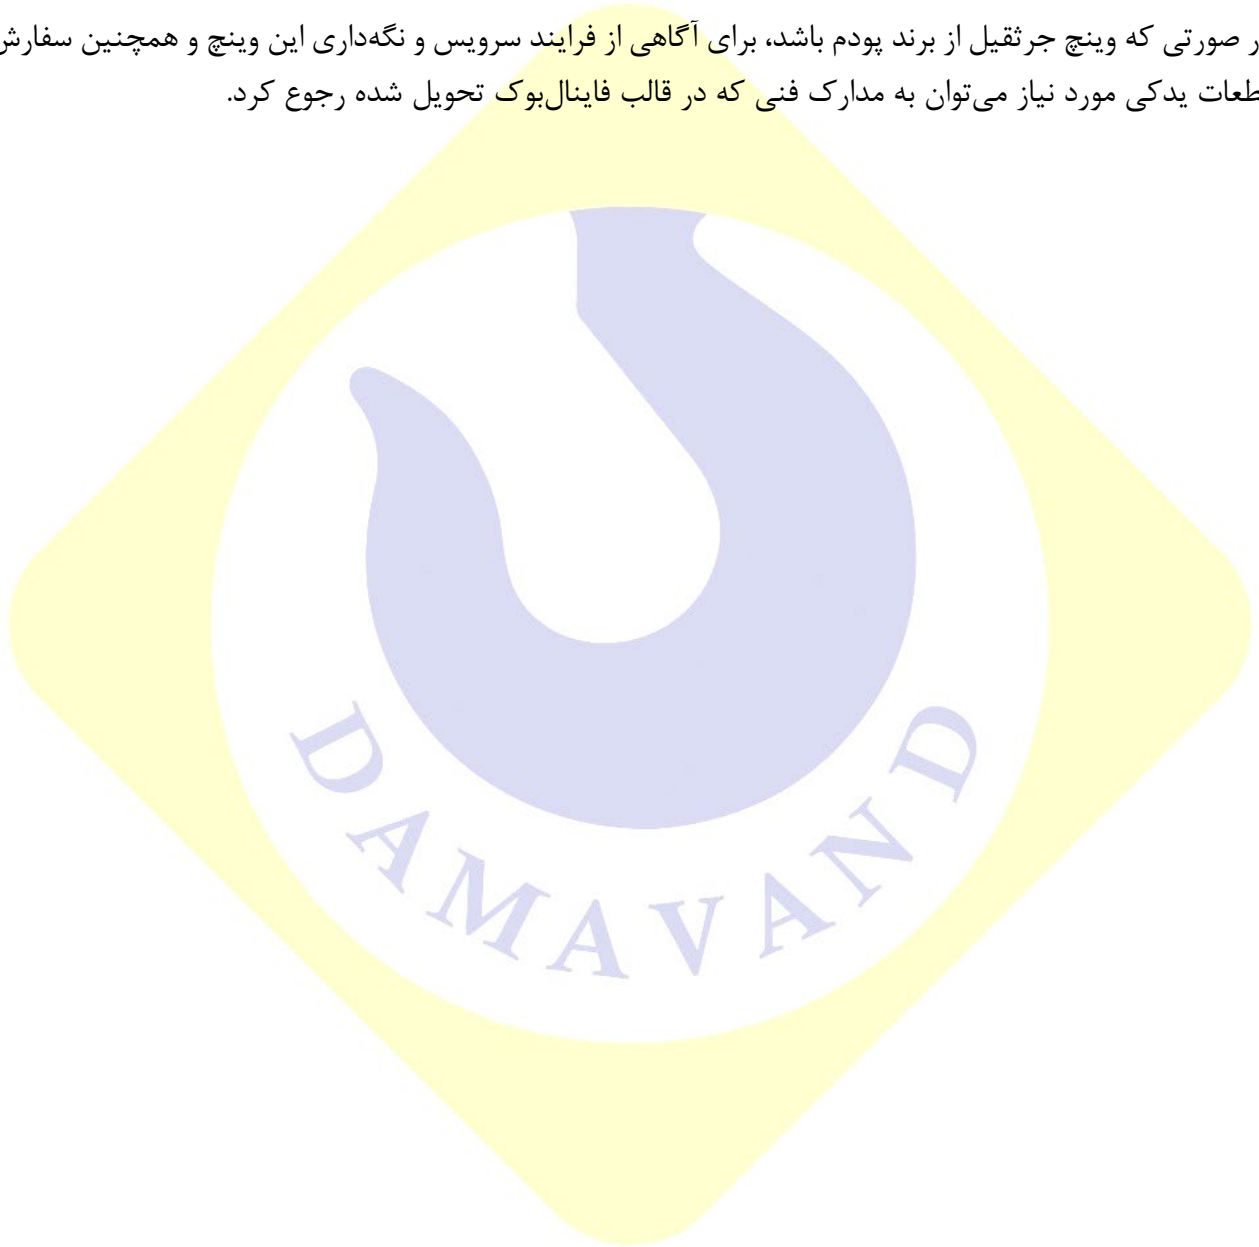 ر صورتی که وینچ جرثقیل از برند پودم باشد، برای آگاهی از فرایند سرویس و نگه‌داری این وینچ و همچنین سفارش
طعات یدکی مورد نیاز می‌توان به مدارک فنی که در قالب فاینال‌بوک تحویل شده رجوع کرد.
DAMAVAND